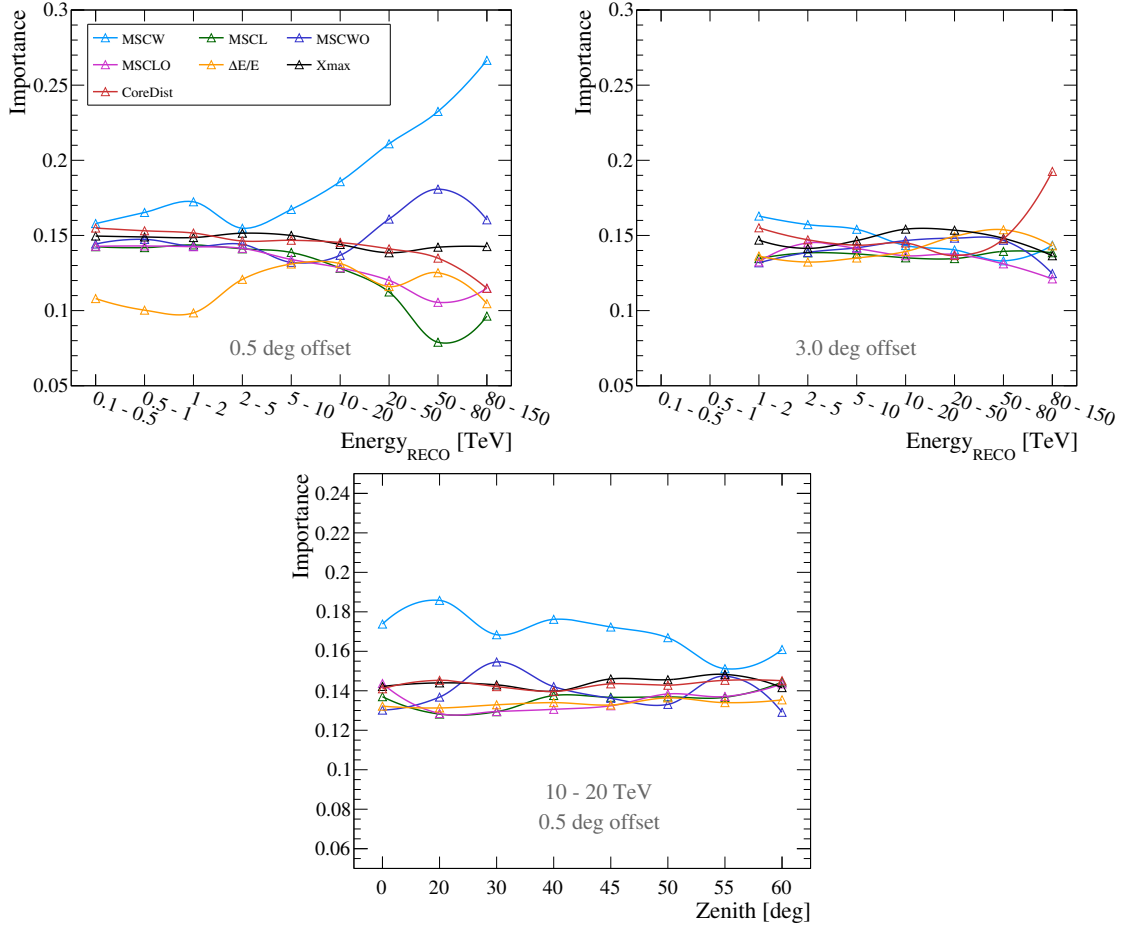 Importance
0.3
0.25
0.2
0.15
0.1
0.05
MSCW MSCL MSCWO
MSCLO ΔE/E Xmax
CoreDist
0.5 deg offset
0.1 - 0.5 0.5 - 1 1 - 2 2 - 5 5 - 10 10 - 20 20 - 50 50 - 80 80 - 150
Energy_RECO [TeV]
Importance
0.3
0.25
0.2
0.15
0.1
0.05
3.0 deg offset
0.1 - 0.5 0.5 - 1 1 - 2 2 - 5 5 - 10 10 - 20 20 - 50 50 - 80 80 - 150
Energy_RECO [TeV]
Importance
0.24
0.22
0.2
0.18
0.16
0.14
0.12
0.1
0.08
0.06
10 - 20 TeV
0.5 deg offset
0 20 30 40 45 50 55 60
Zenith [deg]